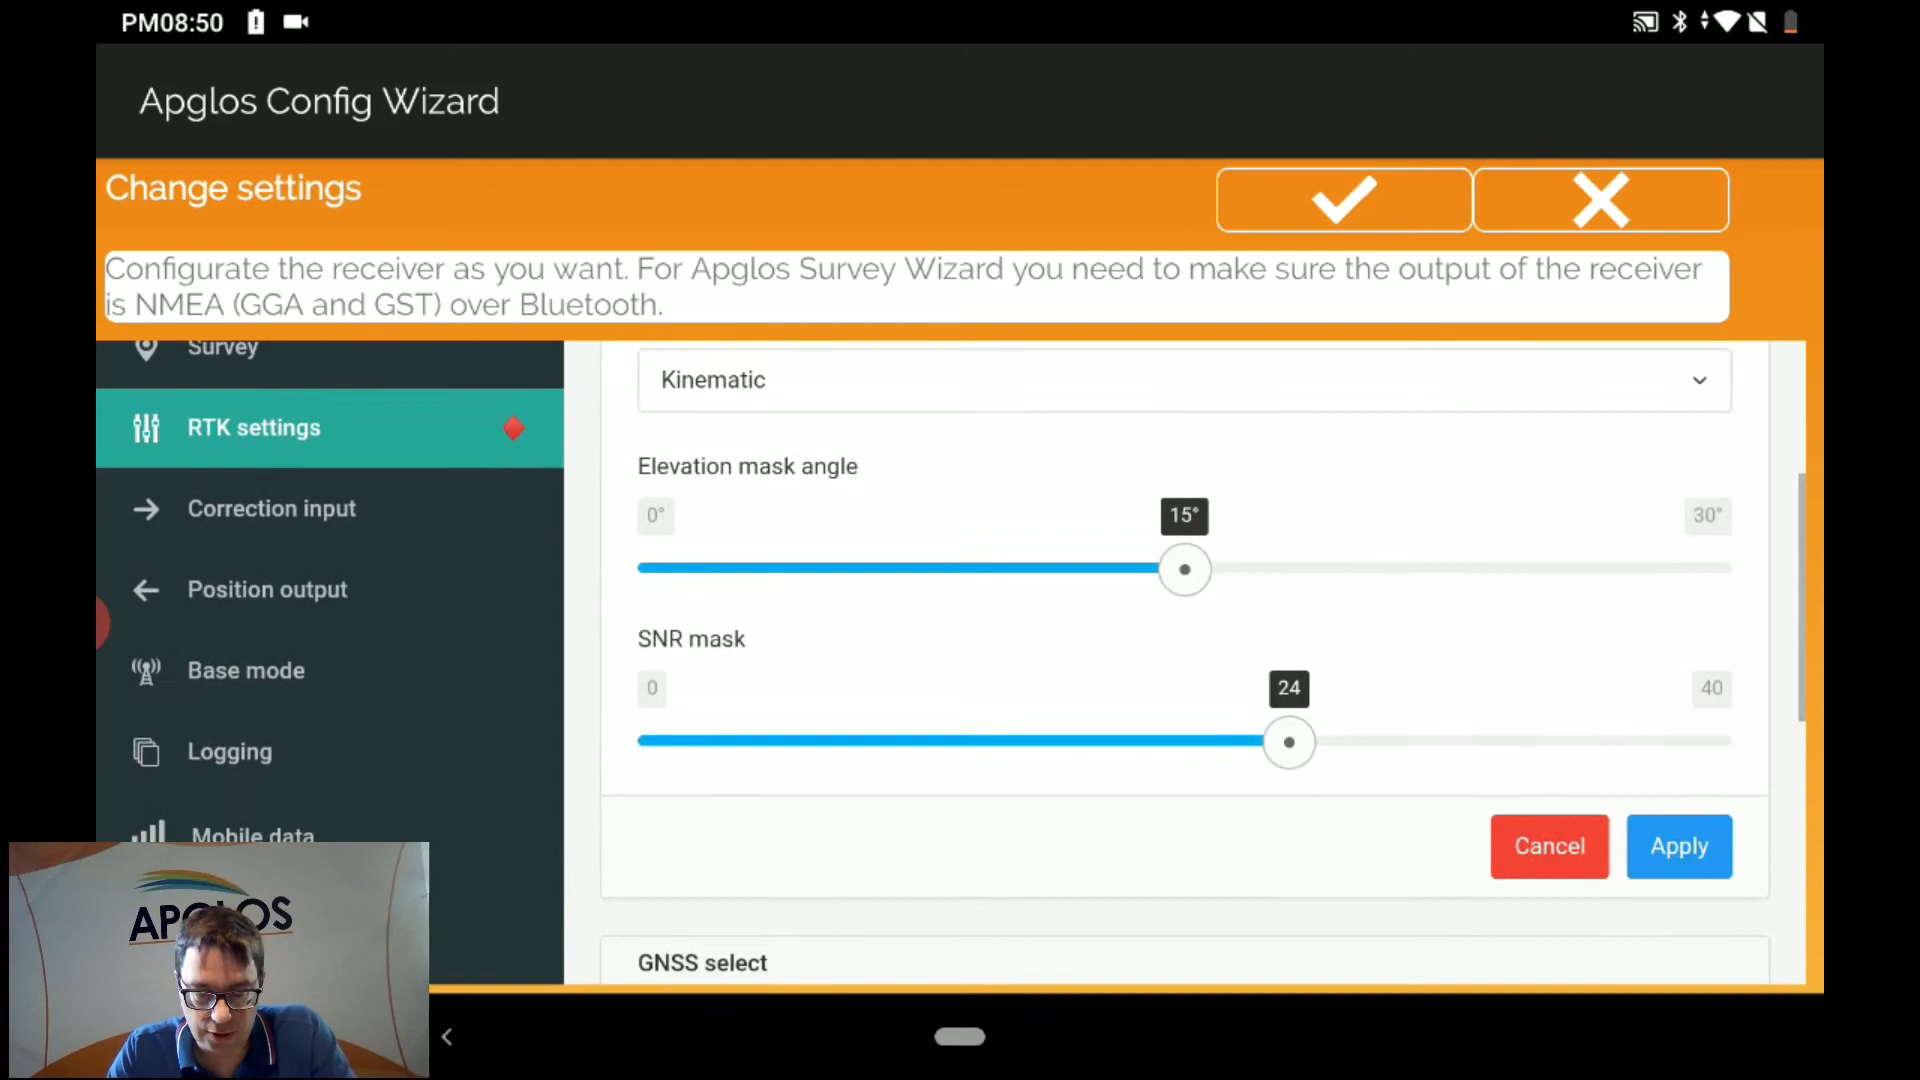 PM08:50
Apglos Config Wizard
Change settings
Configurate the receiver as you want. For Apglos Survey Wizard you need to make sure the output of the receiver
is NMEA (GGA and GST) over Bluetooth.
Survey
RTK settings
Correction input
Position output
Base mode
Logging
Mobile data
Kinematic
Elevation mask angle
0° 15° 30°
SNR mask
0 24 40
Cancel Apply
GNSS select
APGLOS